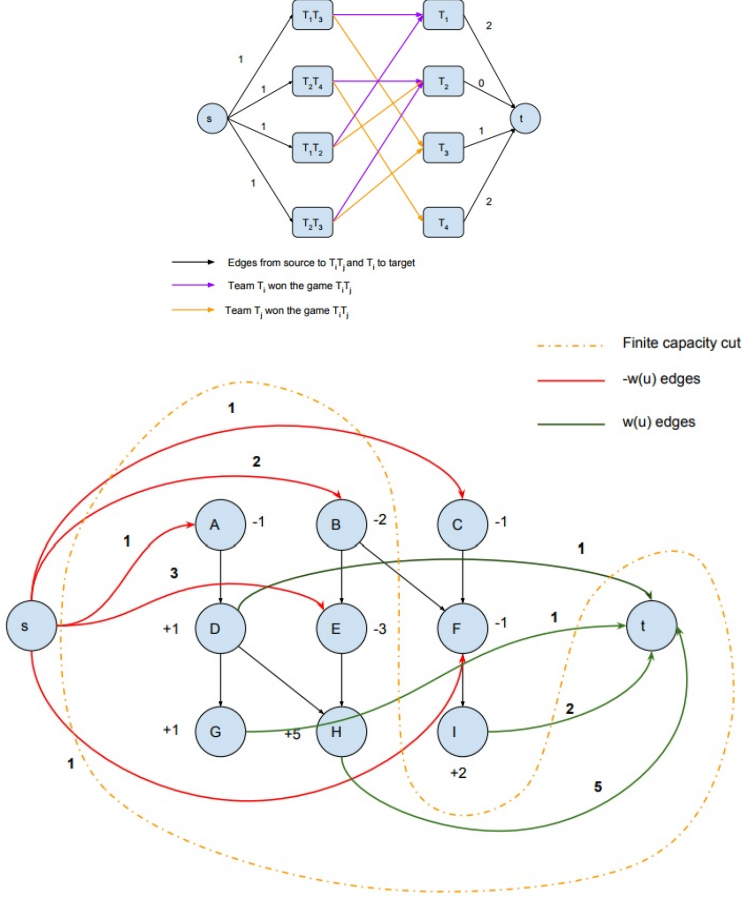 T1T3
T1
2
1
T2T4
T2
0
1
s
t
1
T1T2
T3
1
1
T2T3
T4
2
Edges from source to TiTj and Ti to target
Team Ti won the game TiTj
Team Tj won the game TiTj
Finite capacity cut
-w(u) edges
w(u) edges
1
2
A
-1
B
-2
C
-1
1
1
3
s
+1
D
E
-3
F
-1
1
t
+1
G
+5
H
I
2
+2
1
5